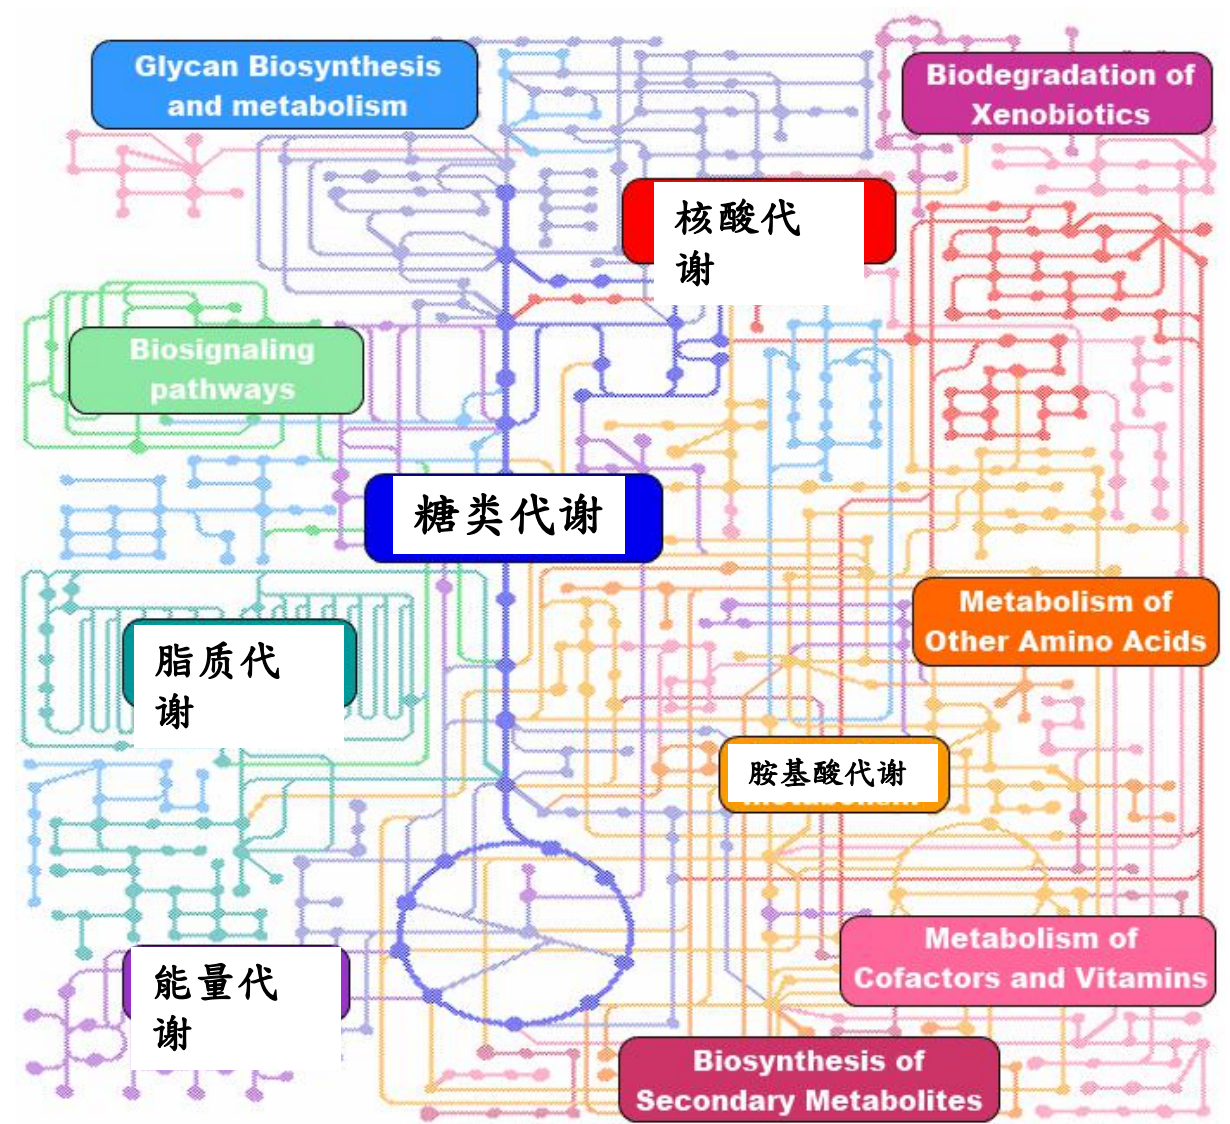 Glycan Biosynthesis
and metabolism
Biodegradation of
Xenobiotics
核酸代
谢
Biosignaling
pathways
糖类代谢
Metabolism of
Other Amino Acids
脂质代
谢
胺基酸代谢
Metabolism of
Cofactors and Vitamins
能量代
谢
Biosynthesis of
Secondary Metabolites